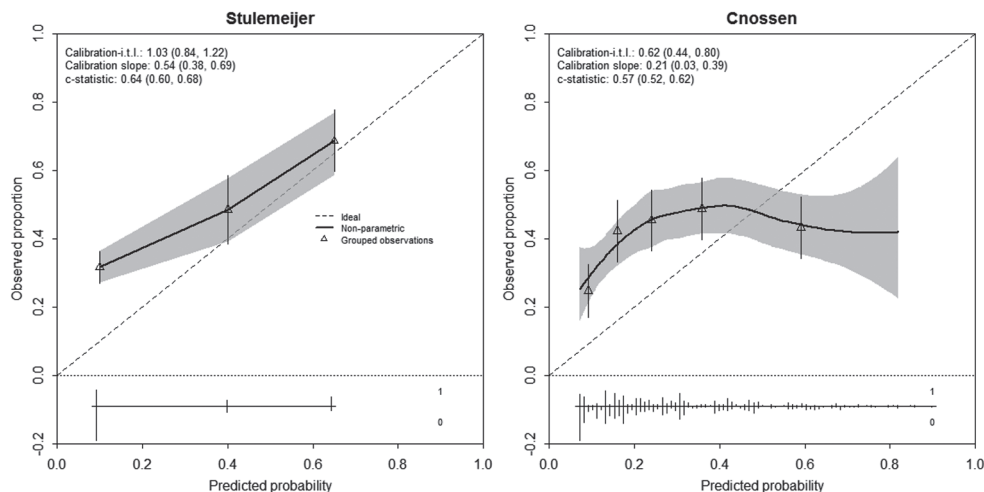 Stulemeijer
Calibration-i.t.l.: 1.03 (0.84, 1.22)
Calibration slope: 0.54 (0.38, 0.69)
c-statistic: 0.64 (0.60, 0.68)
Observed proportion
1.0
0.8
0.6
0.4
0.2
0.0
-0.2
Ideal
Non-parametric
Grouped observations
1
0
0.0 0.2 0.4 0.6 0.8 1.0
Predicted probability
Cnossen
Calibration-i.t.l.: 0.62 (0.44, 0.80)
Calibration slope: 0.21 (0.03, 0.39)
c-statistic: 0.57 (0.52, 0.62)
Observed proportion
1.0
0.8
0.6
0.4
0.2
0.0
-0.2
1
0
0.0 0.2 0.4 0.6 0.8 1.0
Predicted probability